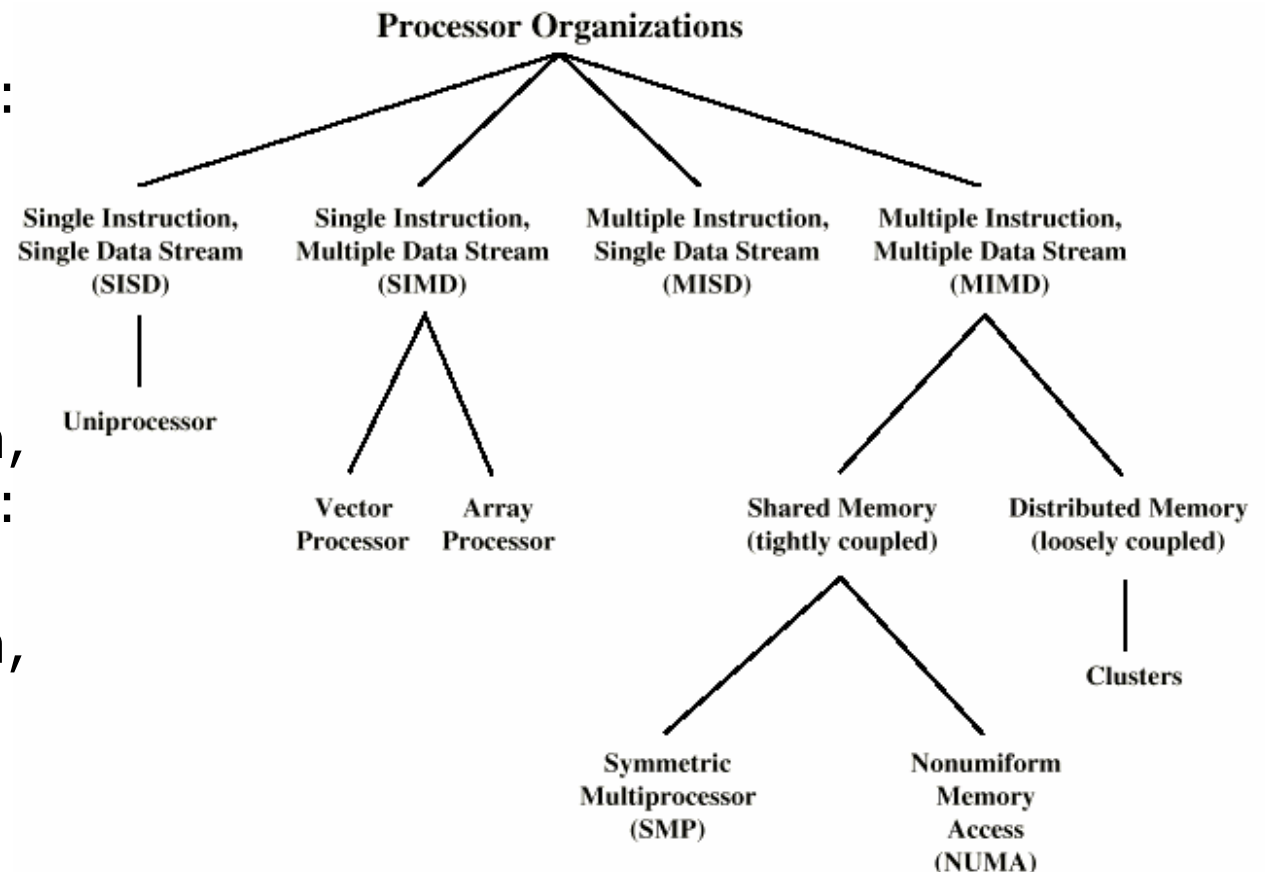 Processor Organizations
:
Single Instruction,
Single Data Stream
(SISD)
Single Instruction,
Multiple Data Stream
(SIMD)
Multiple Instruction,
Single Data Stream
(MISD)
Multiple Instruction,
Multiple Data Stream
(MIMD)
Uniprocessor
,
:
Vector
Processor
Array
Processor
Shared Memory
(tightly coupled)
Distributed Memory
(loosely coupled)
,
Clusters
Symmetric
Multiprocessor
(SMP)
Nonumiform
Memory
Access
(NUMA)